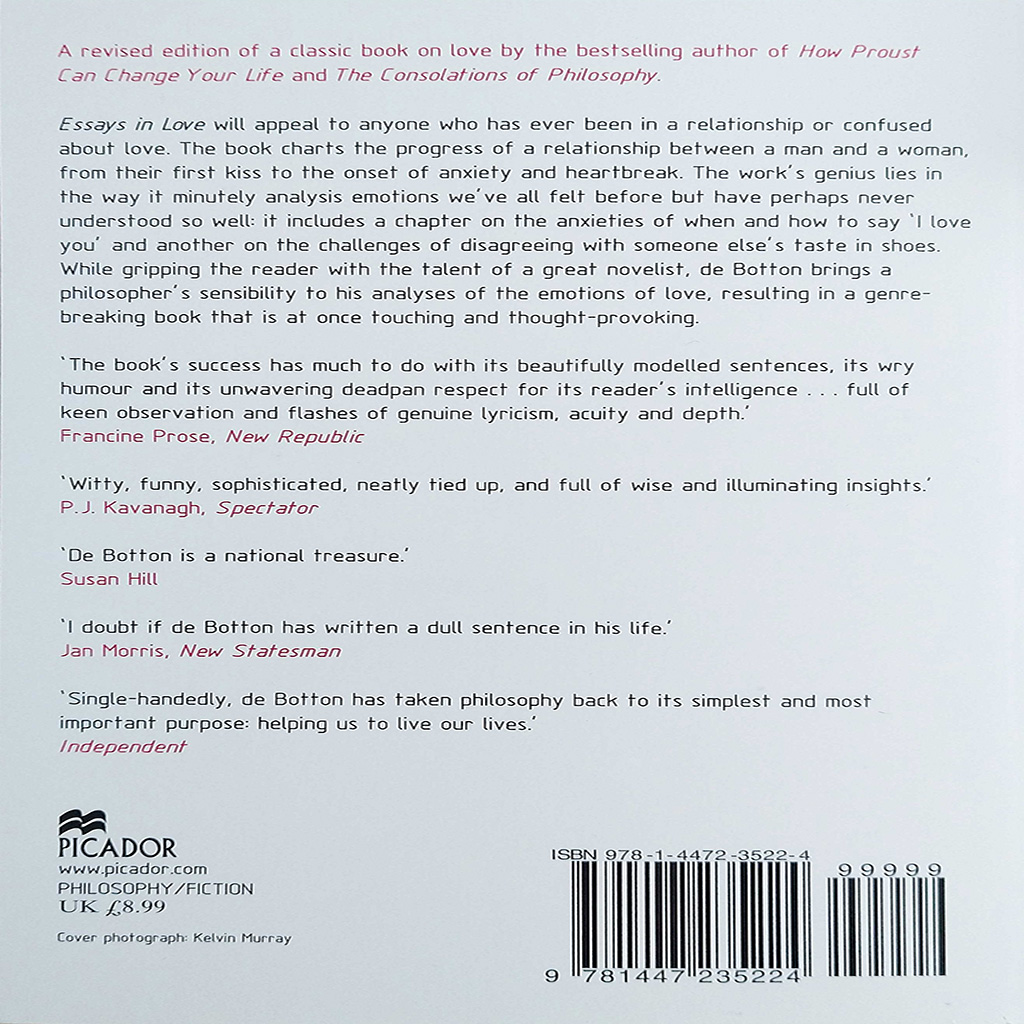 A revised edition of a classic book on love by the bestselling author of How Proust
Can Change Your Life and The Consolations of Philosophy.
Essays in Love will appeal to anyone who has ever been in a relationship or confused
about love. The book charts the progress of a relationship between a man and a woman,
from their first kiss to the onset of anxiety and heartbreak. The work's genius lies in
the way it minutely analysis emotions we've all felt before but have perhaps never
understood so well: it includes a chapter on the anxieties of when and how to say 'I love
you' and another on the challenges of disagreeing with someone else's taste in shoes.
While gripping the reader with the talent of a great novelist, de Botton brings a
philosopher's sensibility to his analyses of the emotions of love, resulting in a genre-
breaking book that is at once touching and thought-provoking.
'The book's success has much to do with its beautifully modelled sentences, its wry
humour and its unwavering deadpan respect for its reader's intelligence . . . full of
keen observation and flashes of genuine lyricism, acuity and depth.'
Francine Prose, New Republic
'Witty, funny, sophisticated, neatly tied up, and full of wise and illuminating insights.'
P.J. Kavanagh, Spectator
'De Botton is a national treasure.'
Susan Hill
'I doubt if de Botton has written a dull sentence in his life.'
Jan Morris, New Statesman
'Single-handedly, de Botton has taken philosophy back to its simplest and most
important purpose: helping us to live our lives.'
Independent
PICADOR
www.picador.com
PHILOSOPHY/FICTION
UK £8.99
Cover photograph: Kelvin Murray
ISBN 978-1-4472-3522-4
99999
9 781447 235224